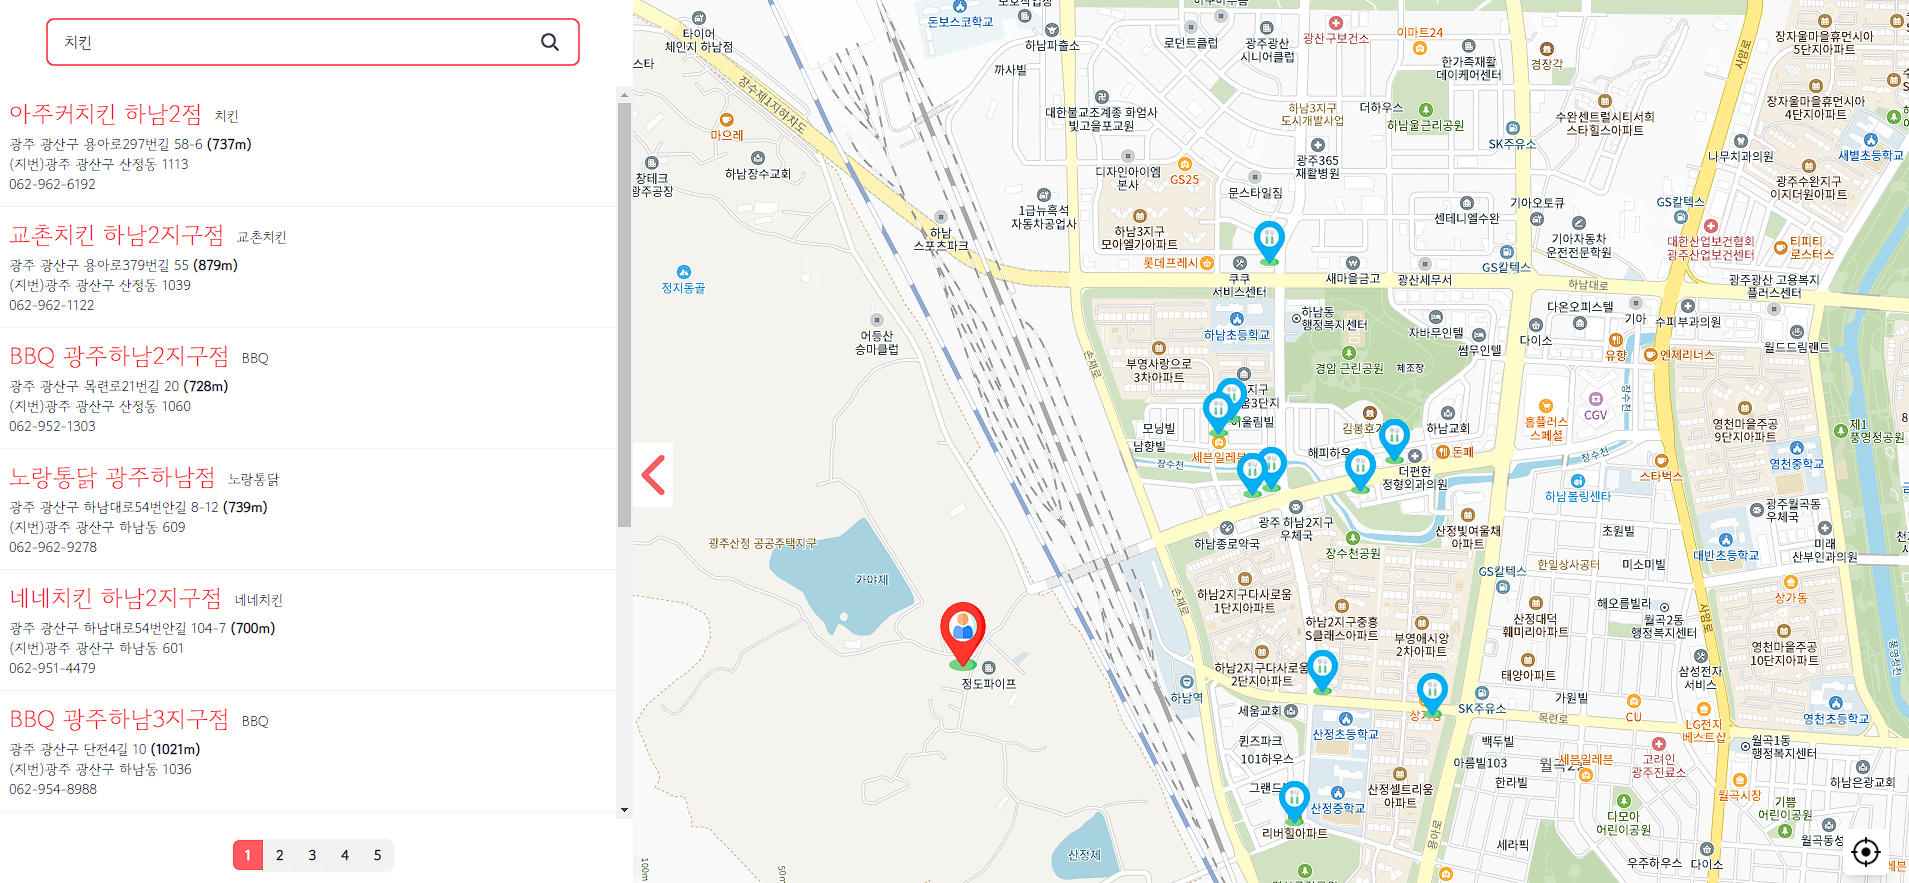 치킨
아주커치킨 하남2점 치킨
광주 광산구 용아로297번길 58-6 (737m)
(지번)광주 광산구 산정동 1113
062-962-6192
교촌치킨 하남2지구점 교촌치킨
광주 광산구 용아로379번길 55 (879m)
(지번)광주 광산구 산정동 1039
062-962-1122
BBQ 광주하남2지구점 BBQ
광주 광산구 목련로21번길 20 (728m)
(지번)광주 광산구 산정동 1060
062-952-1303
노랑통닭 광주하남점 노랑통닭
광주 광산구 하남대로54번안길 8-12 (739m)
(지번)광주 광산구 하남동 609
062-962-9278
네네치킨 하남2지구점 네네치킨
광주 광산구 하남대로54번안길 104-7 (700m)
(지번)광주 광산구 하남동 601
062-951-4479
BBQ 광주하남3지구점 BBQ
광주 광산구 단전4길 10 (1021m)
(지번)광주 광산구 하남동 1036
062-954-8988
1 2 3 4 5
돈보스코학교
타이어
체인지 하남점
하남파출소
까사빌
로던트클럽
광주광산
시니어클럽
광산구보건소
이마트24
한가족재활
데이케어센터
경장각
사암로
장자울마을휴먼시아
5단지아파트
스타
장수제1지하차도
마으레
하남장수교회
창테크
광주공장
대한불교조계종 화엄사
빛고을포교원
하남3지구
도시개발사업
더하우스
하남울근리공원
SK주유소
수완센트럴시티서희
스타힐스아파트
장자울마을휴먼시아
4단지아파트
나무치과의원
새별초등학교
디자인아이엠
본사
GS25
광주365
재활병원
문스타일짐
광주수완지구
이지더원아파트
1급뉴흑석
자동차공업사
하남
스포츠파크
하남3지구
모아엘가아파트
롯데프레시
쿠쿠
서비스센터
새마을금고
광산세무서
센테니엘수완
기아오토큐
기아자동차
운전전문학원
GS칼텍스
GS칼텍스
대한산업보건협회
광주산업보건센터
티피티
로스터스
광주광산 고용복지
플러스센터
하남대로
정지동골
어등산
승마클럽
손재로
하남초등학교
하남동
행정복지센터
자바무인텔
썸무인텔
다온오피스텔
다이소
기아
수피부과의원
유향
엔제리너스
월드드림랜드
부영사랑으로
3차아파트
경암 근린공원
제조장
장수천
모닝빌
남향빌
장수천
세븐일레븐
해피하우
김봉호
하남교회
돈페
더편한
정형외과의원
홈플러스
스페셜
CGV
장수천
스타벅스
영천마을주공
9단지아파트
제1
풍영정공원
영천중학교
하남볼링센타
광주월곡동
우체국
광주 하남2지구
우체국
하남종로약국
장수천공원
산정빛여울채
아파트
초원빌
대반초등학교
미래
산부인과의원
광주산정 공공주택지구
가야제
정도파이프
손재로
하남2지구다사로움
1단지아파트
하남2지구중흥
S클래스아파트
부영애시앙
2차아파트
GS칼텍스
한일상사공터
미소미빌
해오름빌라
산정대덕
훼미리아파트
월곡2동
행정복지센터
상가동
사암로
영천마을주공
10단지아파트
풍영정천
하남2지구다사로움
2단지아파트
하남역
태양아파트
삼성전자
서비스
세움교회
산정초등학교
SK주유소
목련로
가원빌
CU
LG전자
베스트샵
영천초등학교
퀸즈파크
101하우스
백두빌
아름빌103
세븐일레븐
한라빌
고려인
광주진료소
월곡1동
행정복지센터
하남은광교회
산정중학교
산정셀트리움
아파트
리버힐아파트
용아로
세라픽
다모아
어린이공원
월곡시장
기쁨
어린이공원
우주하우스
다이소
산정제
100m
50m